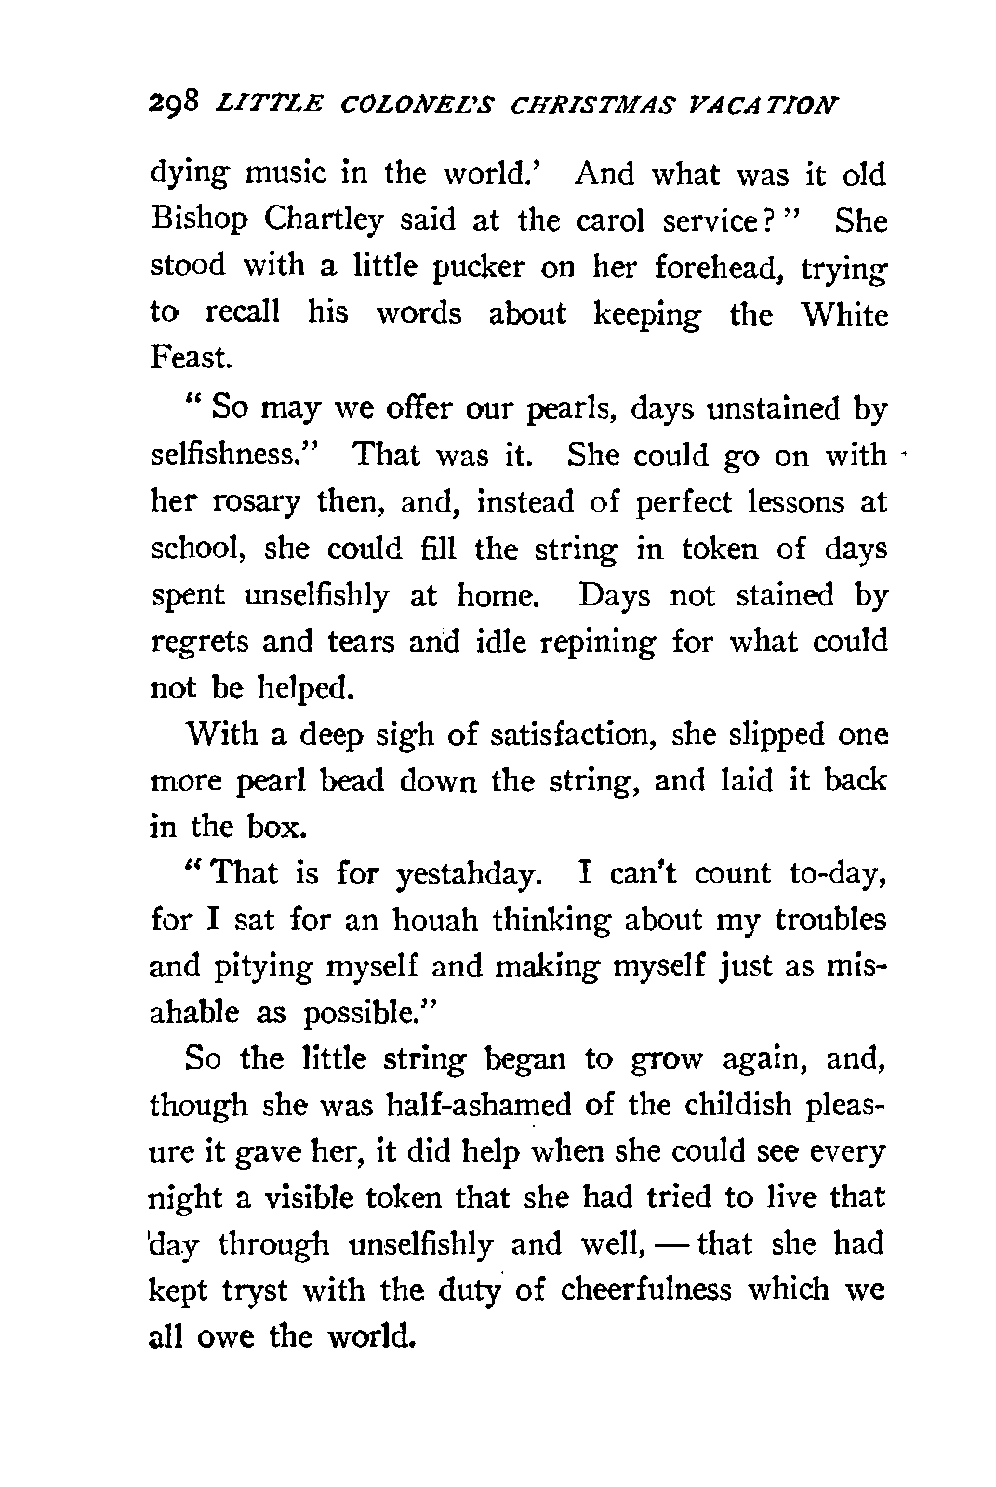 298 LITTLE COLONEL'S CHRISTMAS VACATION
dying music in the world.' And what was it old
Bishop Chartley said at the carol service?" She
stood with a little pucker on her forehead, trying
to recall his words about keeping the White
Feast.
"So may we offer our pearls, days unstained by
selfishness." That was it. She could go on with
her rosary then, and, instead of perfect lessons at
school, she could fill the string in token of days
spent unselfishly at home. Days not stained by
regrets and tears and idle repining for what could
not be helped.
With a deep sigh of satisfaction, she slipped one
more pearl bead down the string, and laid it back
in the box.
"That is for yestahday. I can't count to-day,
for I sat for an houah thinking about my troubles
and pitying myself and making myself just as mis-
ahable as possible."
So the little string began to grow again, and,
though she was half-ashamed of the childish pleas-
ure it gave her, it did help when she could see every
night a visible token that she had tried to live that
day through unselfishly and well, — that she had
kept tryst with the duty of cheerfulness which we
all owe the world.